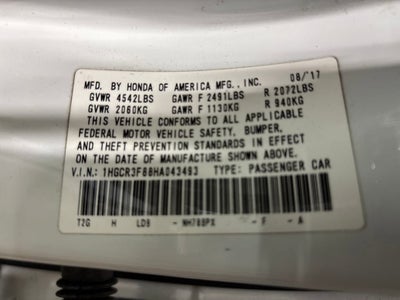 MFD. BY HONDA OF AMERICA MFG., INC. 08/'17
GVWR 4542LBS GAWR F 2491LBS R 2072LBS
GVWR 2060KG GAWR F 1130KG R 940KG
THIS VEHICLE CONFORMS TO ALL APPLICABLE
FEDERAL MOTOR VEHICLE SAFETY, BUMPER,
AND THEFT PREVENTION STANDARDS IN EFFECT
ON THE DATE OF MANUFACTURE SHOWN ABOVE.
V.I.N.: 1HGCR3F88HA043493 TYPE: PASSENGER CAR
T2G H LDB - NH788PX - F - A